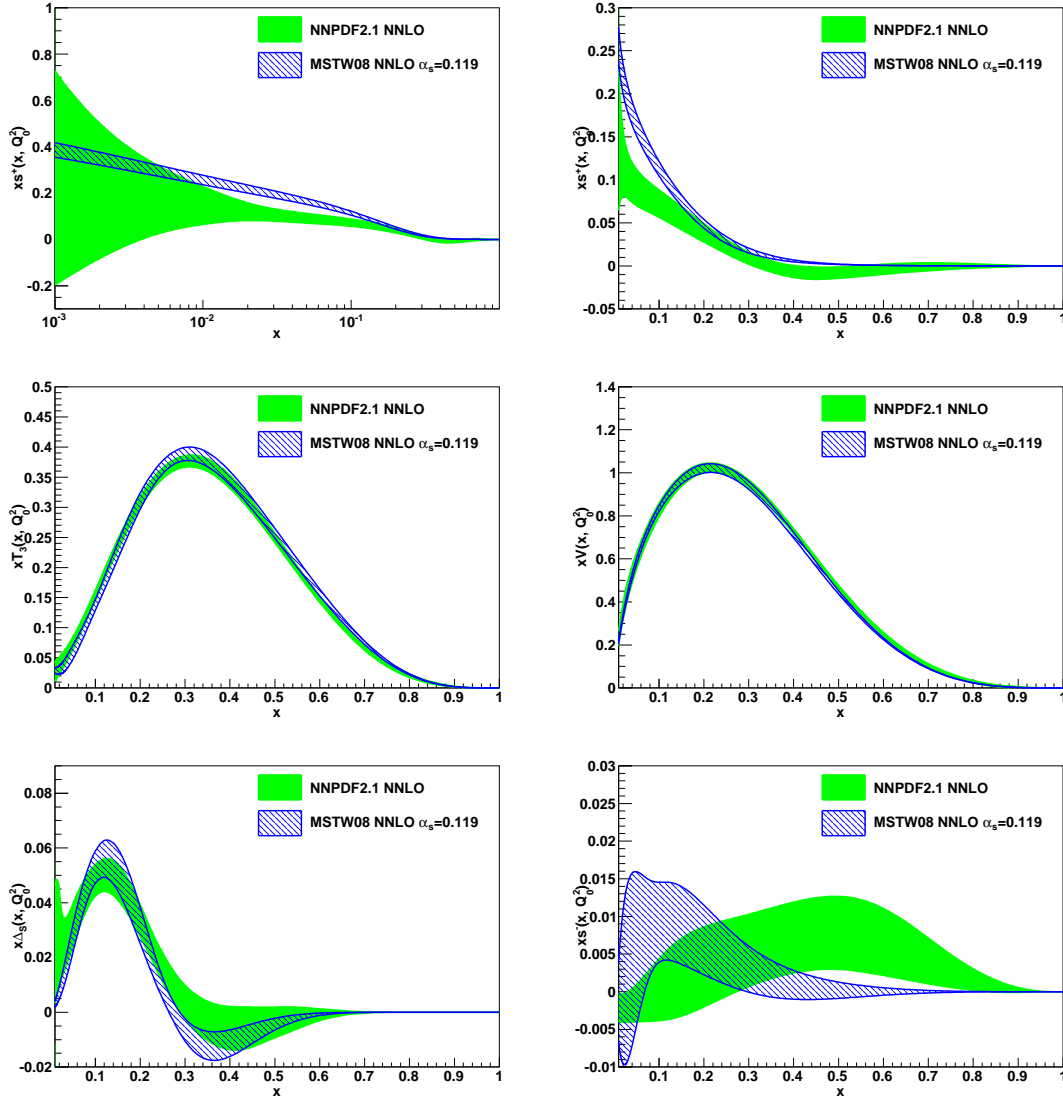 NNPDF2.1 NNLO
MSTW08 NNLO αs=0.119
xs⁺(x, Q₀²)
1
0.8
0.6
0.4
0.2
0
-0.2
10⁻³ 10⁻² 10⁻¹
x
NNPDF2.1 NNLO
MSTW08 NNLO αs=0.119
xs⁺(x, Q₀²)
0.3
0.25
0.2
0.15
0.1
0.05
0
-0.05
0.1 0.2 0.3 0.4 0.5 0.6 0.7 0.8 0.9 1
x
NNPDF2.1 NNLO
MSTW08 NNLO αs=0.119
xT₃(x, Q₀²)
0.5
0.45
0.4
0.35
0.3
0.25
0.2
0.15
0.1
0.05
0
0.1 0.2 0.3 0.4 0.5 0.6 0.7 0.8 0.9 1
x
NNPDF2.1 NNLO
MSTW08 NNLO αs=0.119
xV(x, Q₀²)
1.4
1.2
1
0.8
0.6
0.4
0.2
0
0.1 0.2 0.3 0.4 0.5 0.6 0.7 0.8 0.9 1
x
NNPDF2.1 NNLO
MSTW08 NNLO αs=0.119
xΔₛ(x, Q₀²)
0.08
0.06
0.04
0.02
0
-0.02
0.1 0.2 0.3 0.4 0.5 0.6 0.7 0.8 0.9 1
x
NNPDF2.1 NNLO
MSTW08 NNLO αs=0.119
xs⁻(x, Q₀²)
0.03
0.025
0.02
0.015
0.01
0.005
0
-0.005
-0.01
0.1 0.2 0.3 0.4 0.5 0.6 0.7 0.8 0.9 1
x